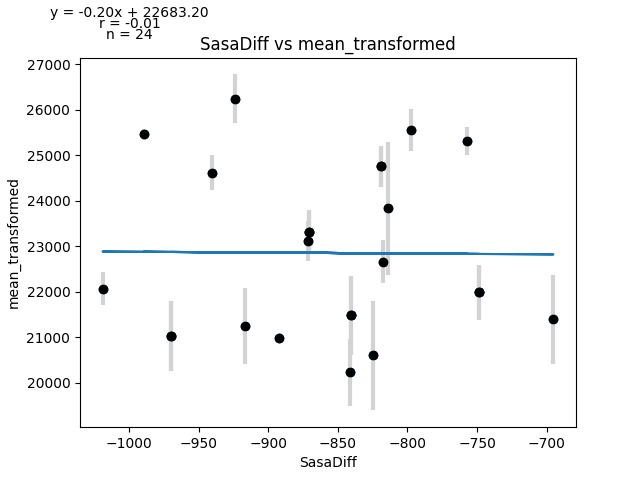 y = -0.20x + 22683.20
r = -0.01
n = 24
SasaDiff vs mean_transformed
27000
26000
25000
24000
23000
22000
21000
20000
mean_transformed
−1000
−950
−900
−850
−800
−750
−700
SasaDiff